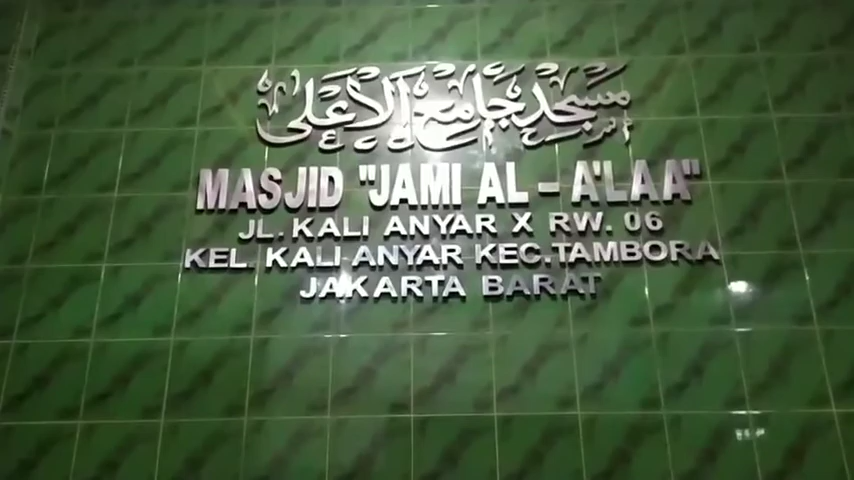 مسجد جامع الأعلى
MASJID "JAMI AL - A'LAA"
JL. KALI ANYAR X RW. 06
KEL. KALI ANYAR KEC.TAMBORA
JAKARTA BARAT